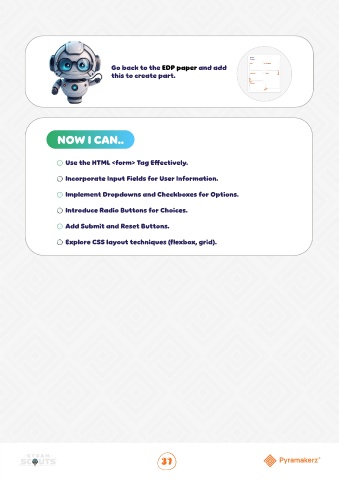 Go back to the EDP paper and add
this to create part.
NOW I CAN..
Use the HTML <form> Tag Effectively.
Incorporate Input Fields for User Information.
Implement Dropdowns and Checkboxes for Options.
Introduce Radio Buttons for Choices.
Add Submit and Reset Buttons.
Explore CSS layout techniques (flexbox, grid).
SCOUTS
37
Pyramakerz